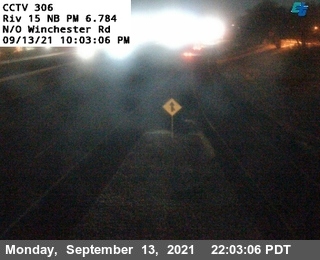 CCTV 306
Riv 15 NB PM 6.784
N/O Winchester Rd
09/13/21 10:03:06 PM
Monday, September 13, 2021 22:03:06 PDT